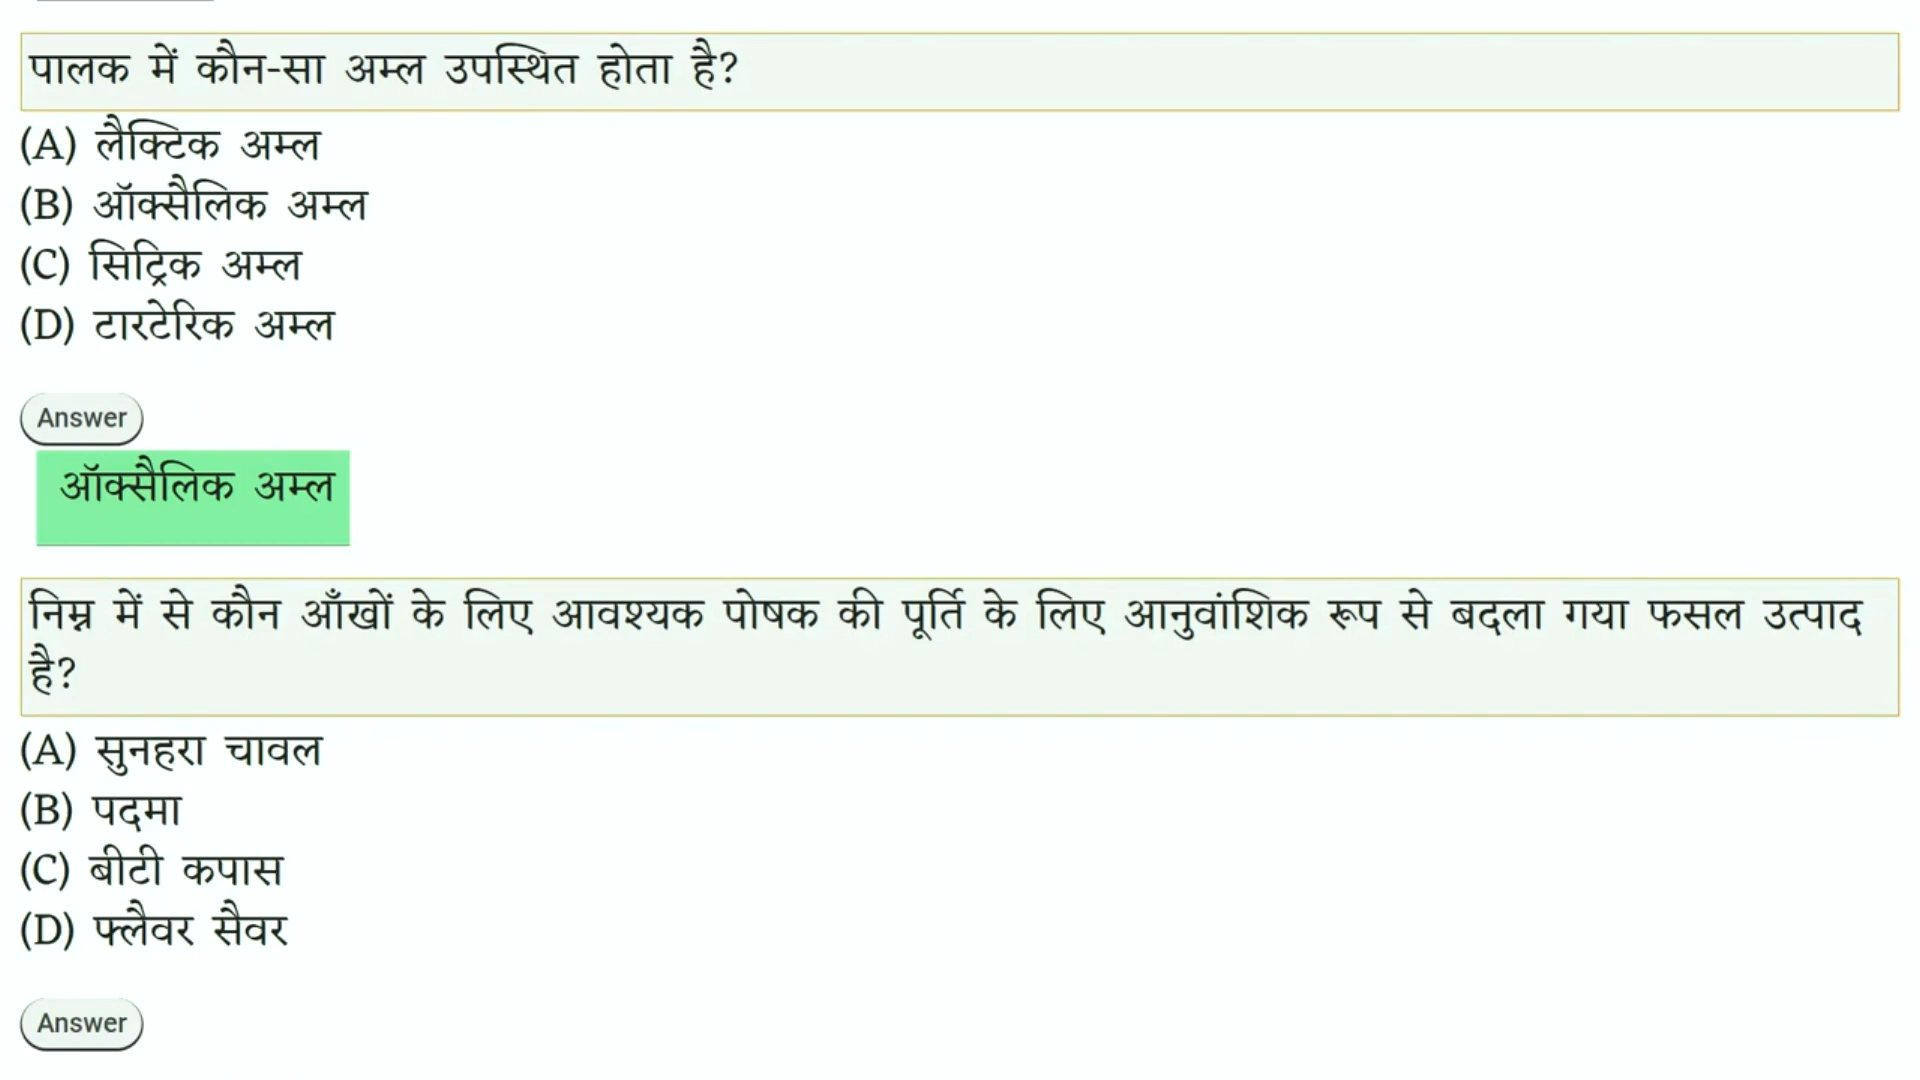 पालक में कौन-सा अम्ल उपस्थित होता है?
(A) लैक्टिक अम्ल
(B) ऑक्सैलिक अम्ल
(C) सिट्रिक अम्ल
(D) टारटेरिक अम्ल
Answer
ऑक्सैलिक अम्ल
निम्न में से कौन आँखों के लिए आवश्यक पोषक की पूर्ति के लिए आनुवांशिक रूप से बदला गया फसल उत्पाद
है?
(A) सुनहरा चावल
(B) पदमा
(C) बीटी कपास
(D) फ्लैवर सैवर
Answer